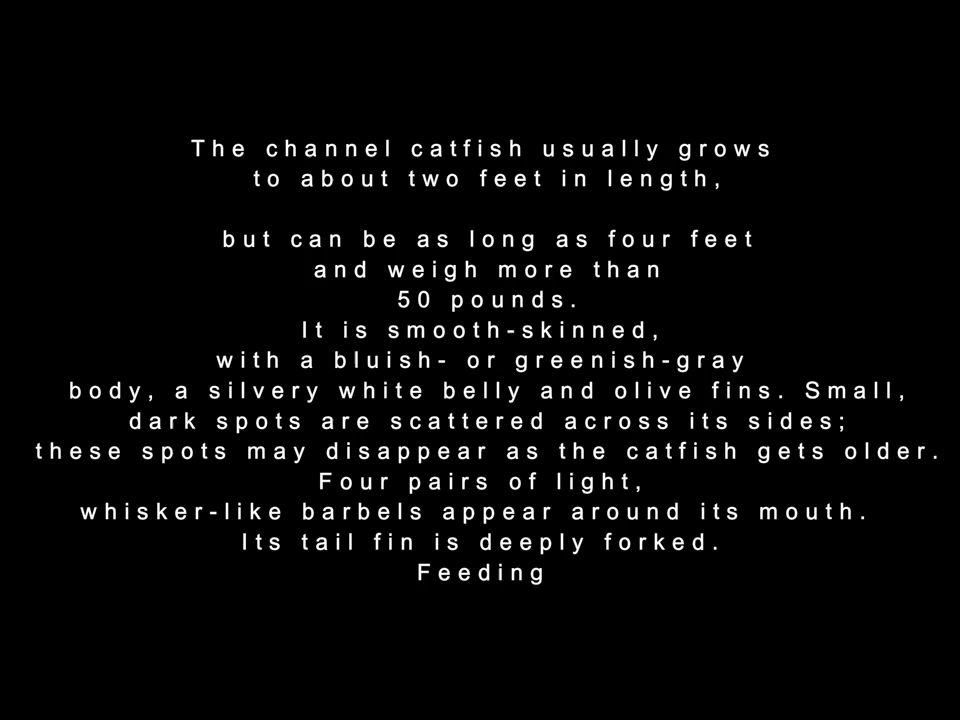 The channel catfish usually grows
to about two feet in length,
but can be as long as four feet
and weigh more than
50 pounds.
It is smooth-skinned,
with a bluish- or greenish-gray
body, a silvery white belly and olive fins. Small,
dark spots are scattered across its sides;
these spots may disappear as the catfish gets older.
Four pairs of light,
whisker-like barbels appear around its mouth.
Its tail fin is deeply forked.
Feeding